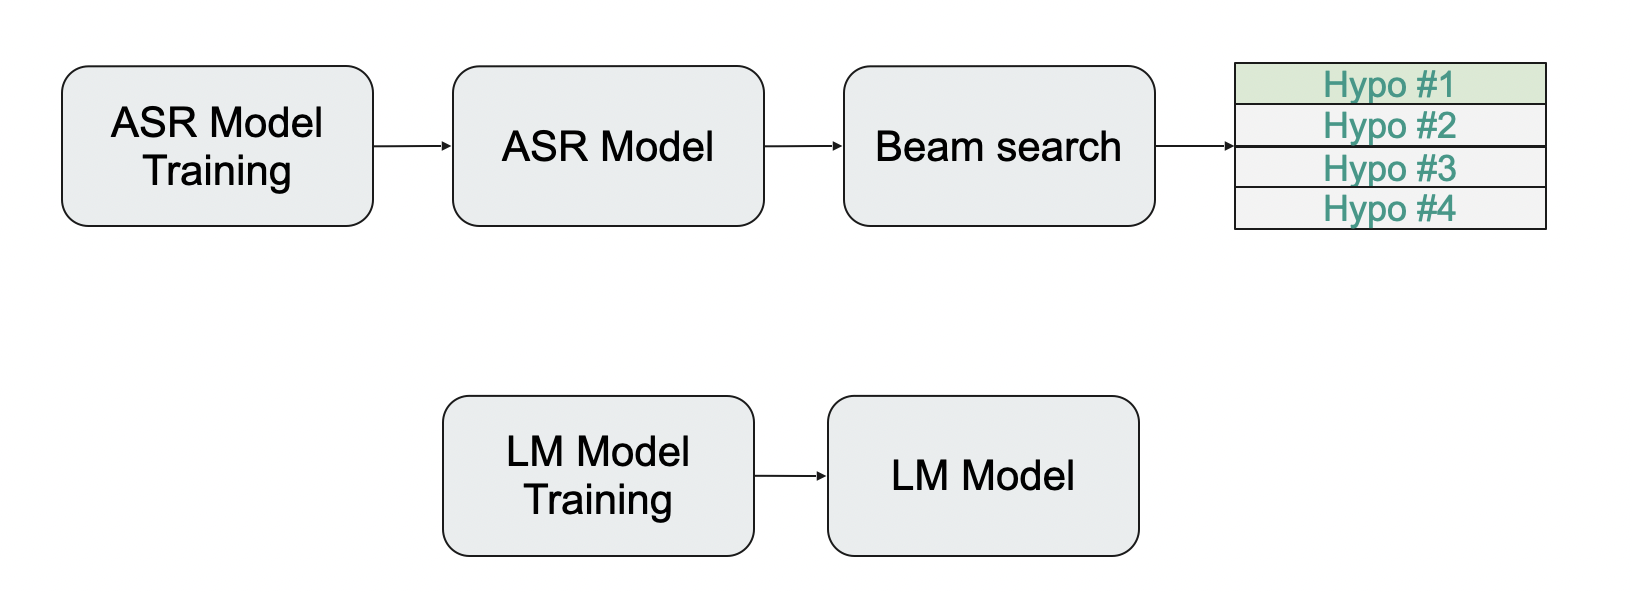 ASR Model
Training
ASR Model
Beam search
Hypo #1
Hypo #2
Hypo #3
Hypo #4
LM Model
Training
LM Model